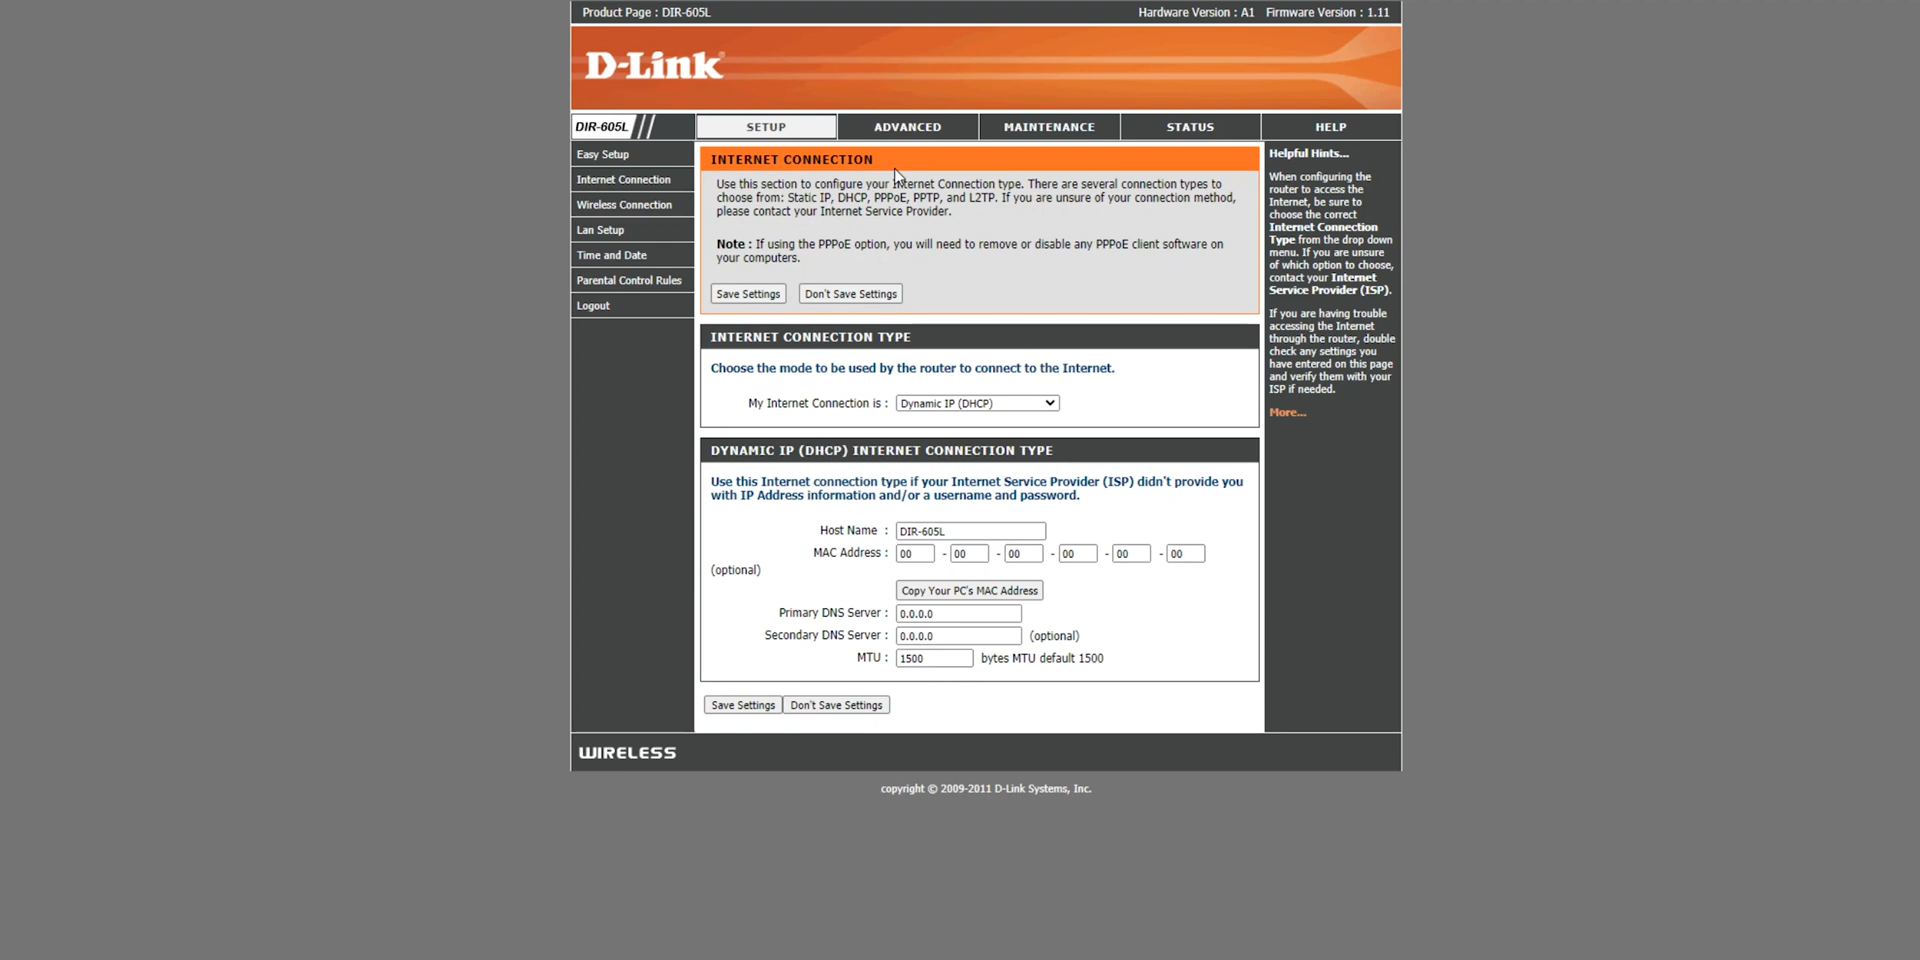 Product Page : DIR-605L
Hardware Version : A1 Firmware Version : 1.11
D-Link
DIR-605L
SETUP
ADVANCED
MAINTENANCE
STATUS
HELP
Easy Setup
Internet Connection
Wireless Connection
Lan Setup
Time and Date
Parental Control Rules
Logout
INTERNET CONNECTION
Use this section to configure your Internet Connection type. There are several connection types to
choose from: Static IP, DHCP, PPPoE, PPTP, and L2TP. If you are unsure of your connection method,
please contact your Internet Service Provider.
Note : If using the PPPoE option, you will need to remove or disable any PPPoE client software on
your computers.
Save Settings Don't Save Settings
INTERNET CONNECTION TYPE
Choose the mode to be used by the router to connect to the Internet.
My Internet Connection is : Dynamic IP (DHCP)
DYNAMIC IP (DHCP) INTERNET CONNECTION TYPE
Use this Internet connection type if your Internet Service Provider (ISP) didn't provide you
with IP Address information and/or a username and password.
Host Name : DIR-605L
MAC Address : 00 - 00 - 00 - 00 - 00 - 00
(optional)
Copy Your PC's MAC Address
Primary DNS Server : 0.0.0.0
Secondary DNS Server : 0.0.0.0 (optional)
MTU : 1500 bytes MTU default 1500
Save Settings Don't Save Settings
Helpful Hints...
When configuring the
router to access the
Internet, be sure to
choose the correct
Internet Connection
Type from the drop down
menu. If you are unsure
of which option to choose,
contact your Internet
Service Provider (ISP).
If you are having trouble
accessing the Internet
through the router, double
check any settings you
have entered on this page
and verify them with your
ISP if needed.
More...
WIRELESS
copyright © 2009-2011 D-Link Systems, Inc.